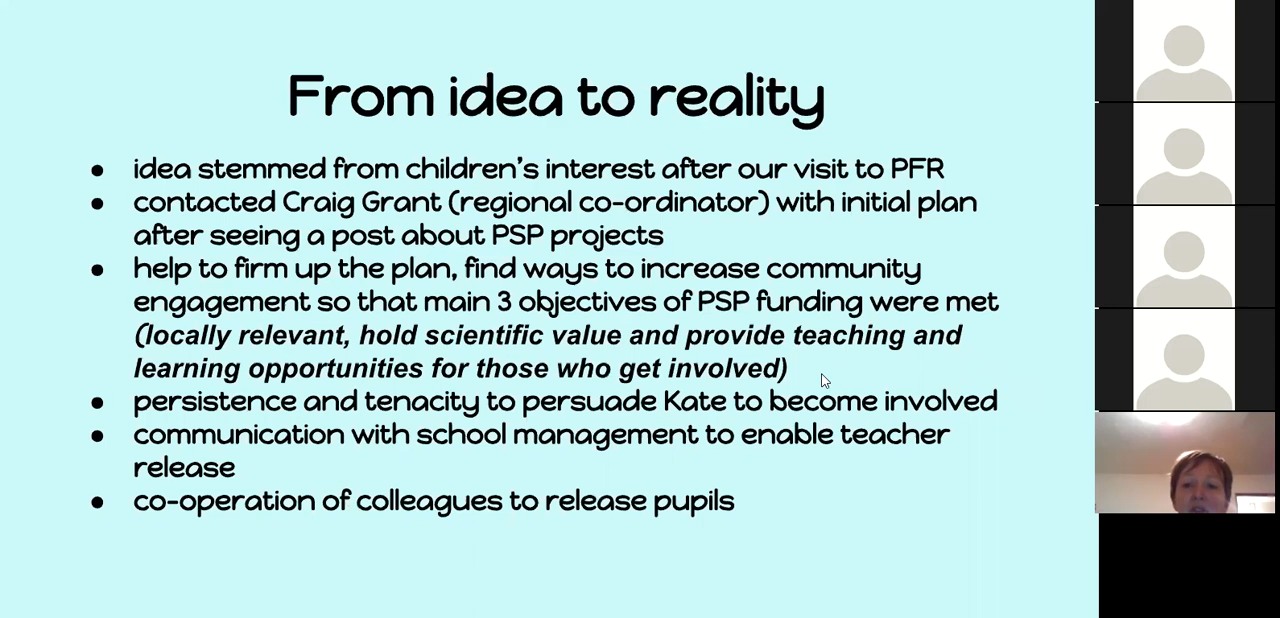 From idea to reality
● idea stemmed from children's interest after our visit to PFR
● contacted Craig Grant (regional co-ordinator) with initial plan
after seeing a post about PSP projects
● help to firm up the plan, find ways to increase community
engagement so that main 3 objectives of PSP funding were met
(locally relevant, hold scientific value and provide teaching and
learning opportunities for those who get involved)
● persistence and tenacity to persuade Kate to become involved
● communication with school management to enable teacher
release
● co-operation of colleagues to release pupils